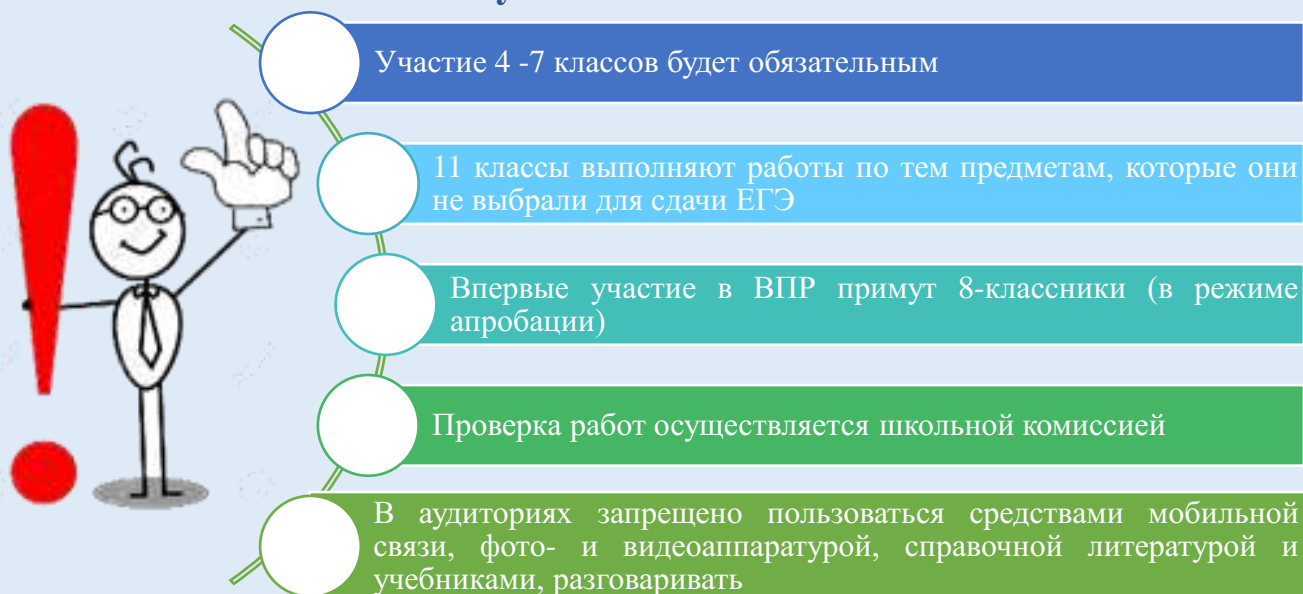 Участие 4 -7 классов будет обязательным
11 классы выполняют работы по тем предметам, которые они
не выбрали для сдачи ЕГЭ
Впервые участие в ВПР примут 8-классники (в режиме
апробации)
Проверка работ осуществляется школьной комиссией
В аудиториях запрещено пользоваться средствами мобильной
связи, фото- и видеоаппаратурой, справочной литературой и
учебниками, разговаривать